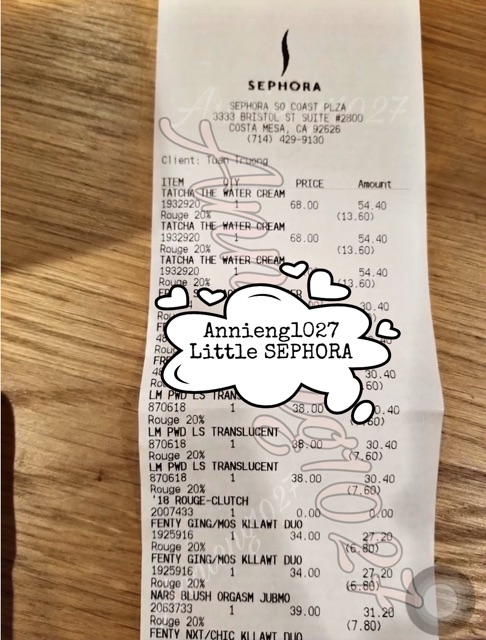 SEPHORA
SEPHORA SO COAST PLZA
3333 BRISTOL ST SUITE #2800
COSTA MESA, CA 92626
(714) 429-9130
Client: Tuan Truong
ITEM QTY PRICE Amount
TATCHA THE WATER CREAM
1932920 1 68.00 54.40
Rouge 20% (13.60)
TATCHA THE WATER CREAM
1932920 1 68.00 54.40
Rouge 20% (13.60)
TATCHA THE WATER CREAM
1932920 1 54.40
Rouge 20% (13.60)
30.40
Annieng1027
Little SEPHORA
30.40
LM PWD LS TRAN
870618 1 38.00
Rouge 20%
LM PWD LS TRANSLUCENT
870618 1 38.00 30.40
Rouge 20% (7.60)
LM PWD LS TRANSLUCENT
870618 1 38.00 30.40
Rouge 20% (7.60)
'18 ROUGE-CLUTCH
2007433 1 0.00 0.00
FENTY GING/MOS KLLAWT DUO
1925916 1 34.00 27.20
Rouge 20% (6.80)
FENTY GING/MOS KLLAWT DUO
1925916 1 34.00 27.20
Rouge 20% (6.80)
NARS BLUSH ORGASM JUBMO
2063733 1 39.00 31.20
Rouge 20% (7.80)
FENTY NXT/CHIC KLLAWT DUO